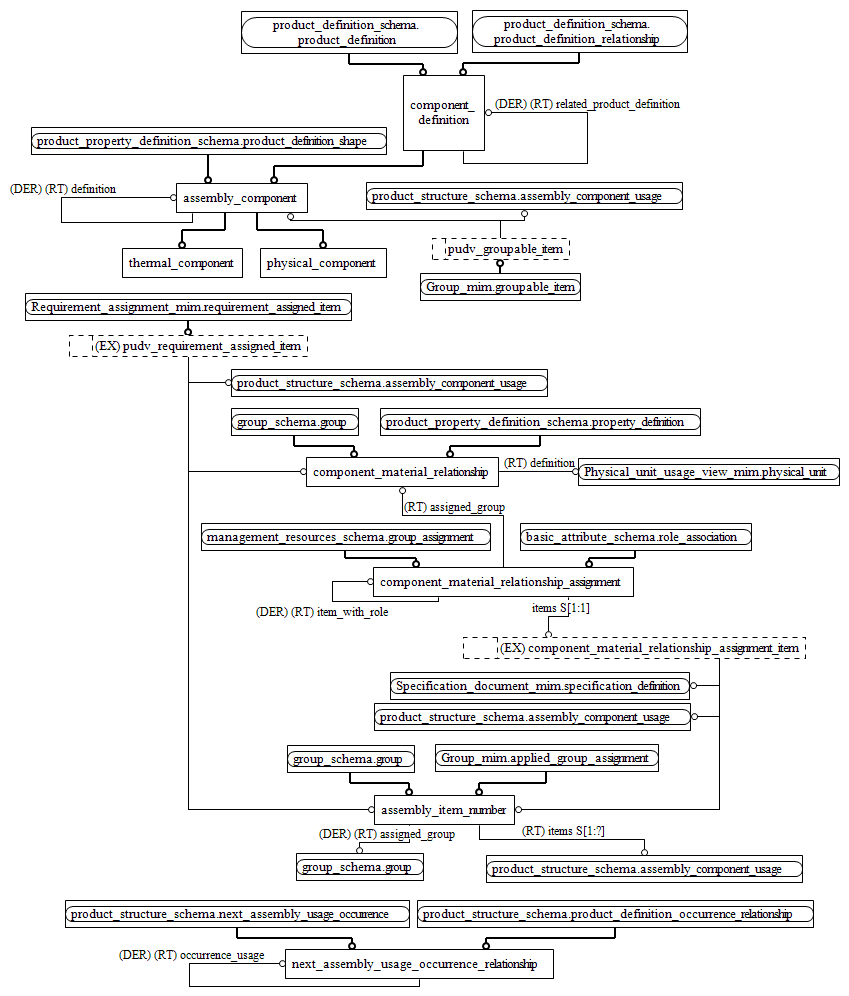 product_definition_schema.
product_definition
product_definition_schema.
product_definition_relationship
component_
definition
(DER) (RT) related_product_definition
product_property_definition_schema.product_definition_shape
(DER) (RT) definition
assembly_component
product_structure_schema.assembly_component_usage
pudv_groupable_item
thermal_component
physical_component
Group_mim.groupable_item
Requirement_assignment_mim.requirement_assigned_item
(EX) pudv_requirement_assigned_item
product_structure_schema.assembly_component_usage
group_schema.group
product_property_definition_schema.property_definition
component_material_relationship
(RT) definition
Physical_unit_usage_view_mim.physical_unit
(RT) assigned_group
management_resources_schema.group_assignment
basic_attribute_schema.role_association
component_material_relationship_assignment
(DER) (RT) item_with_role
items S[1:1]
(EX) component_material_relationship_assignment_item
Specification_document_mim.specification_definition
product_structure_schema.assembly_component_usage
group_schema.group
Group_mim.applied_group_assignment
assembly_item_number
(DER) (RT) assigned_group
(RT) items S[1:?]
group_schema.group
product_structure_schema.assembly_component_usage
product_structure_schema.next_assembly_usage_occurrence
product_structure_schema.product_definition_occurrence_relationship
(DER) (RT) occurrence_usage
next_assembly_usage_occurrence_relationship